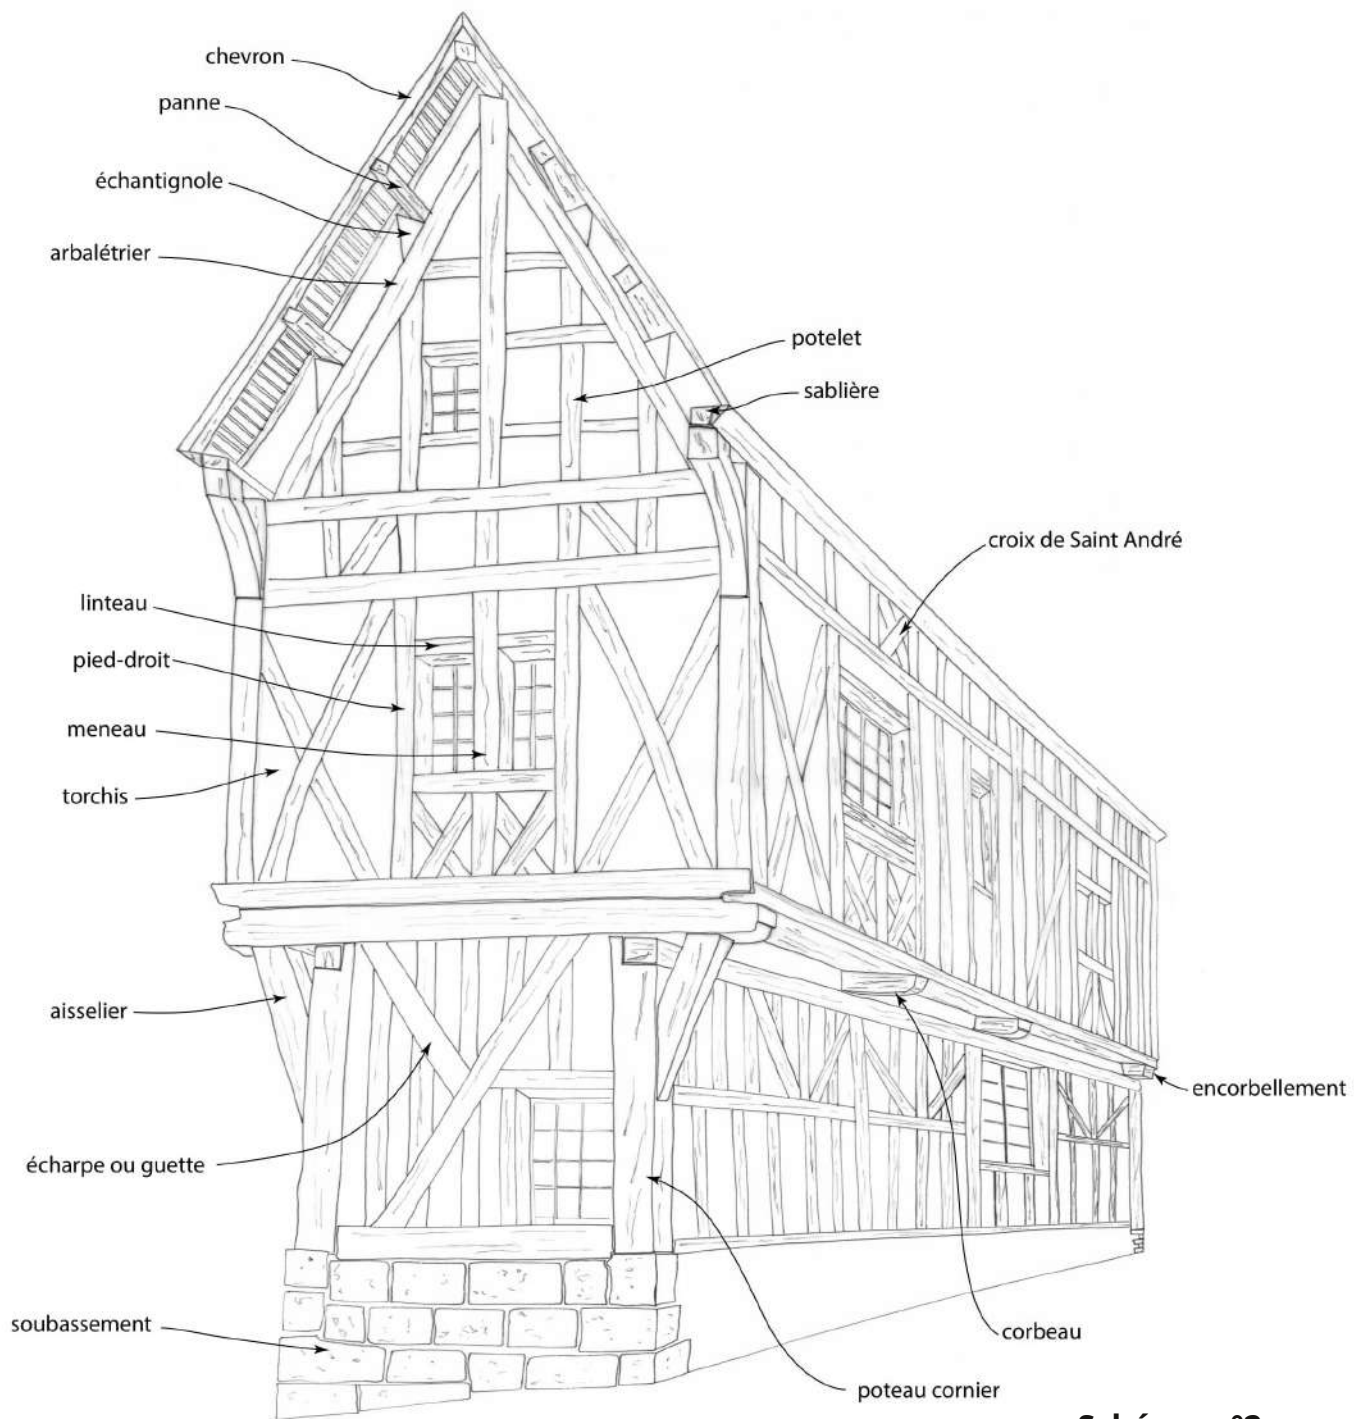 chevron
panne
échantignole
arbalétrier
potelet
sablière
croix de Saint André
linteau
pied-droit
meneau
torchis
aisselier
encorbellement
écharpe ou guette
soubassement
corbeau
poteau cornier